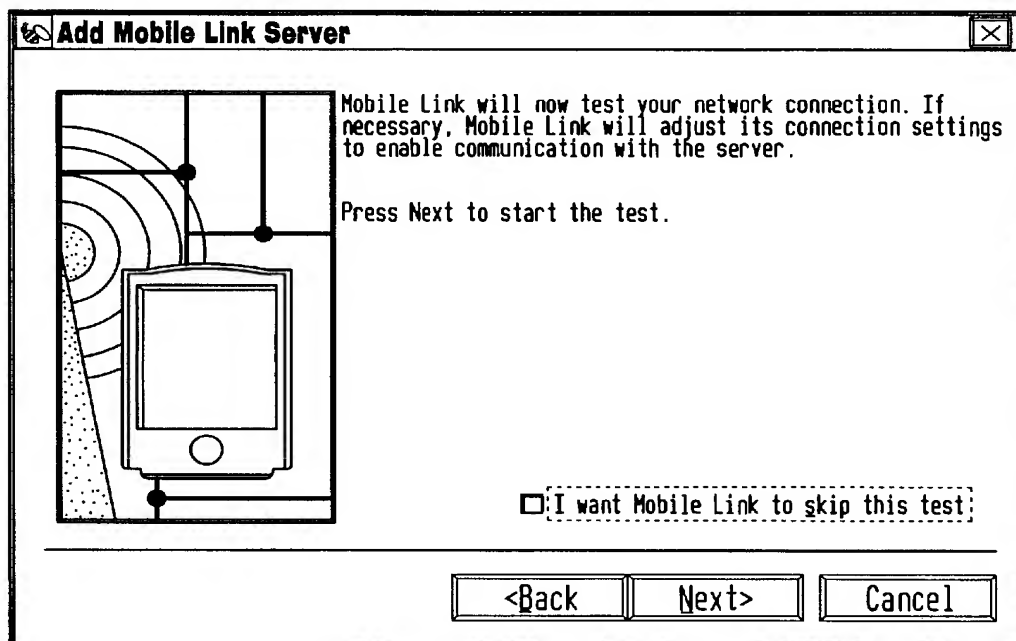 Add Mobile Link Server
Mobile Link will now test your network connection. If
necessary, Mobile Link will adjust its connection settings
to enable communication with the server.
Press Next to start the test.
I want Mobile Link to skip this test
<Back
Next>
Cancel